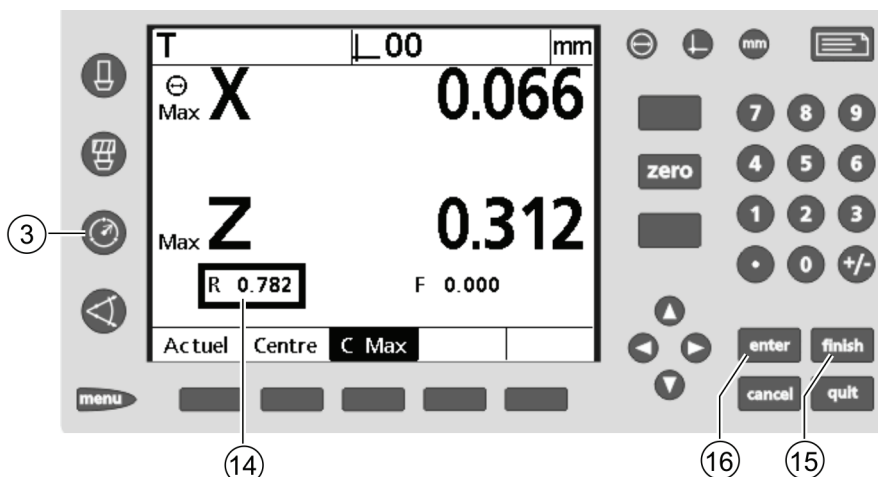 T 00 mm
mm
Max X 0.066
Max Z 0.312
R 0.782 F 0.000
Actuel Centre C Max
menu
7 8 9
zero 4 5 6
1 2 3
• 0 +/-
enter finish
cancel quit
3
14
16 15